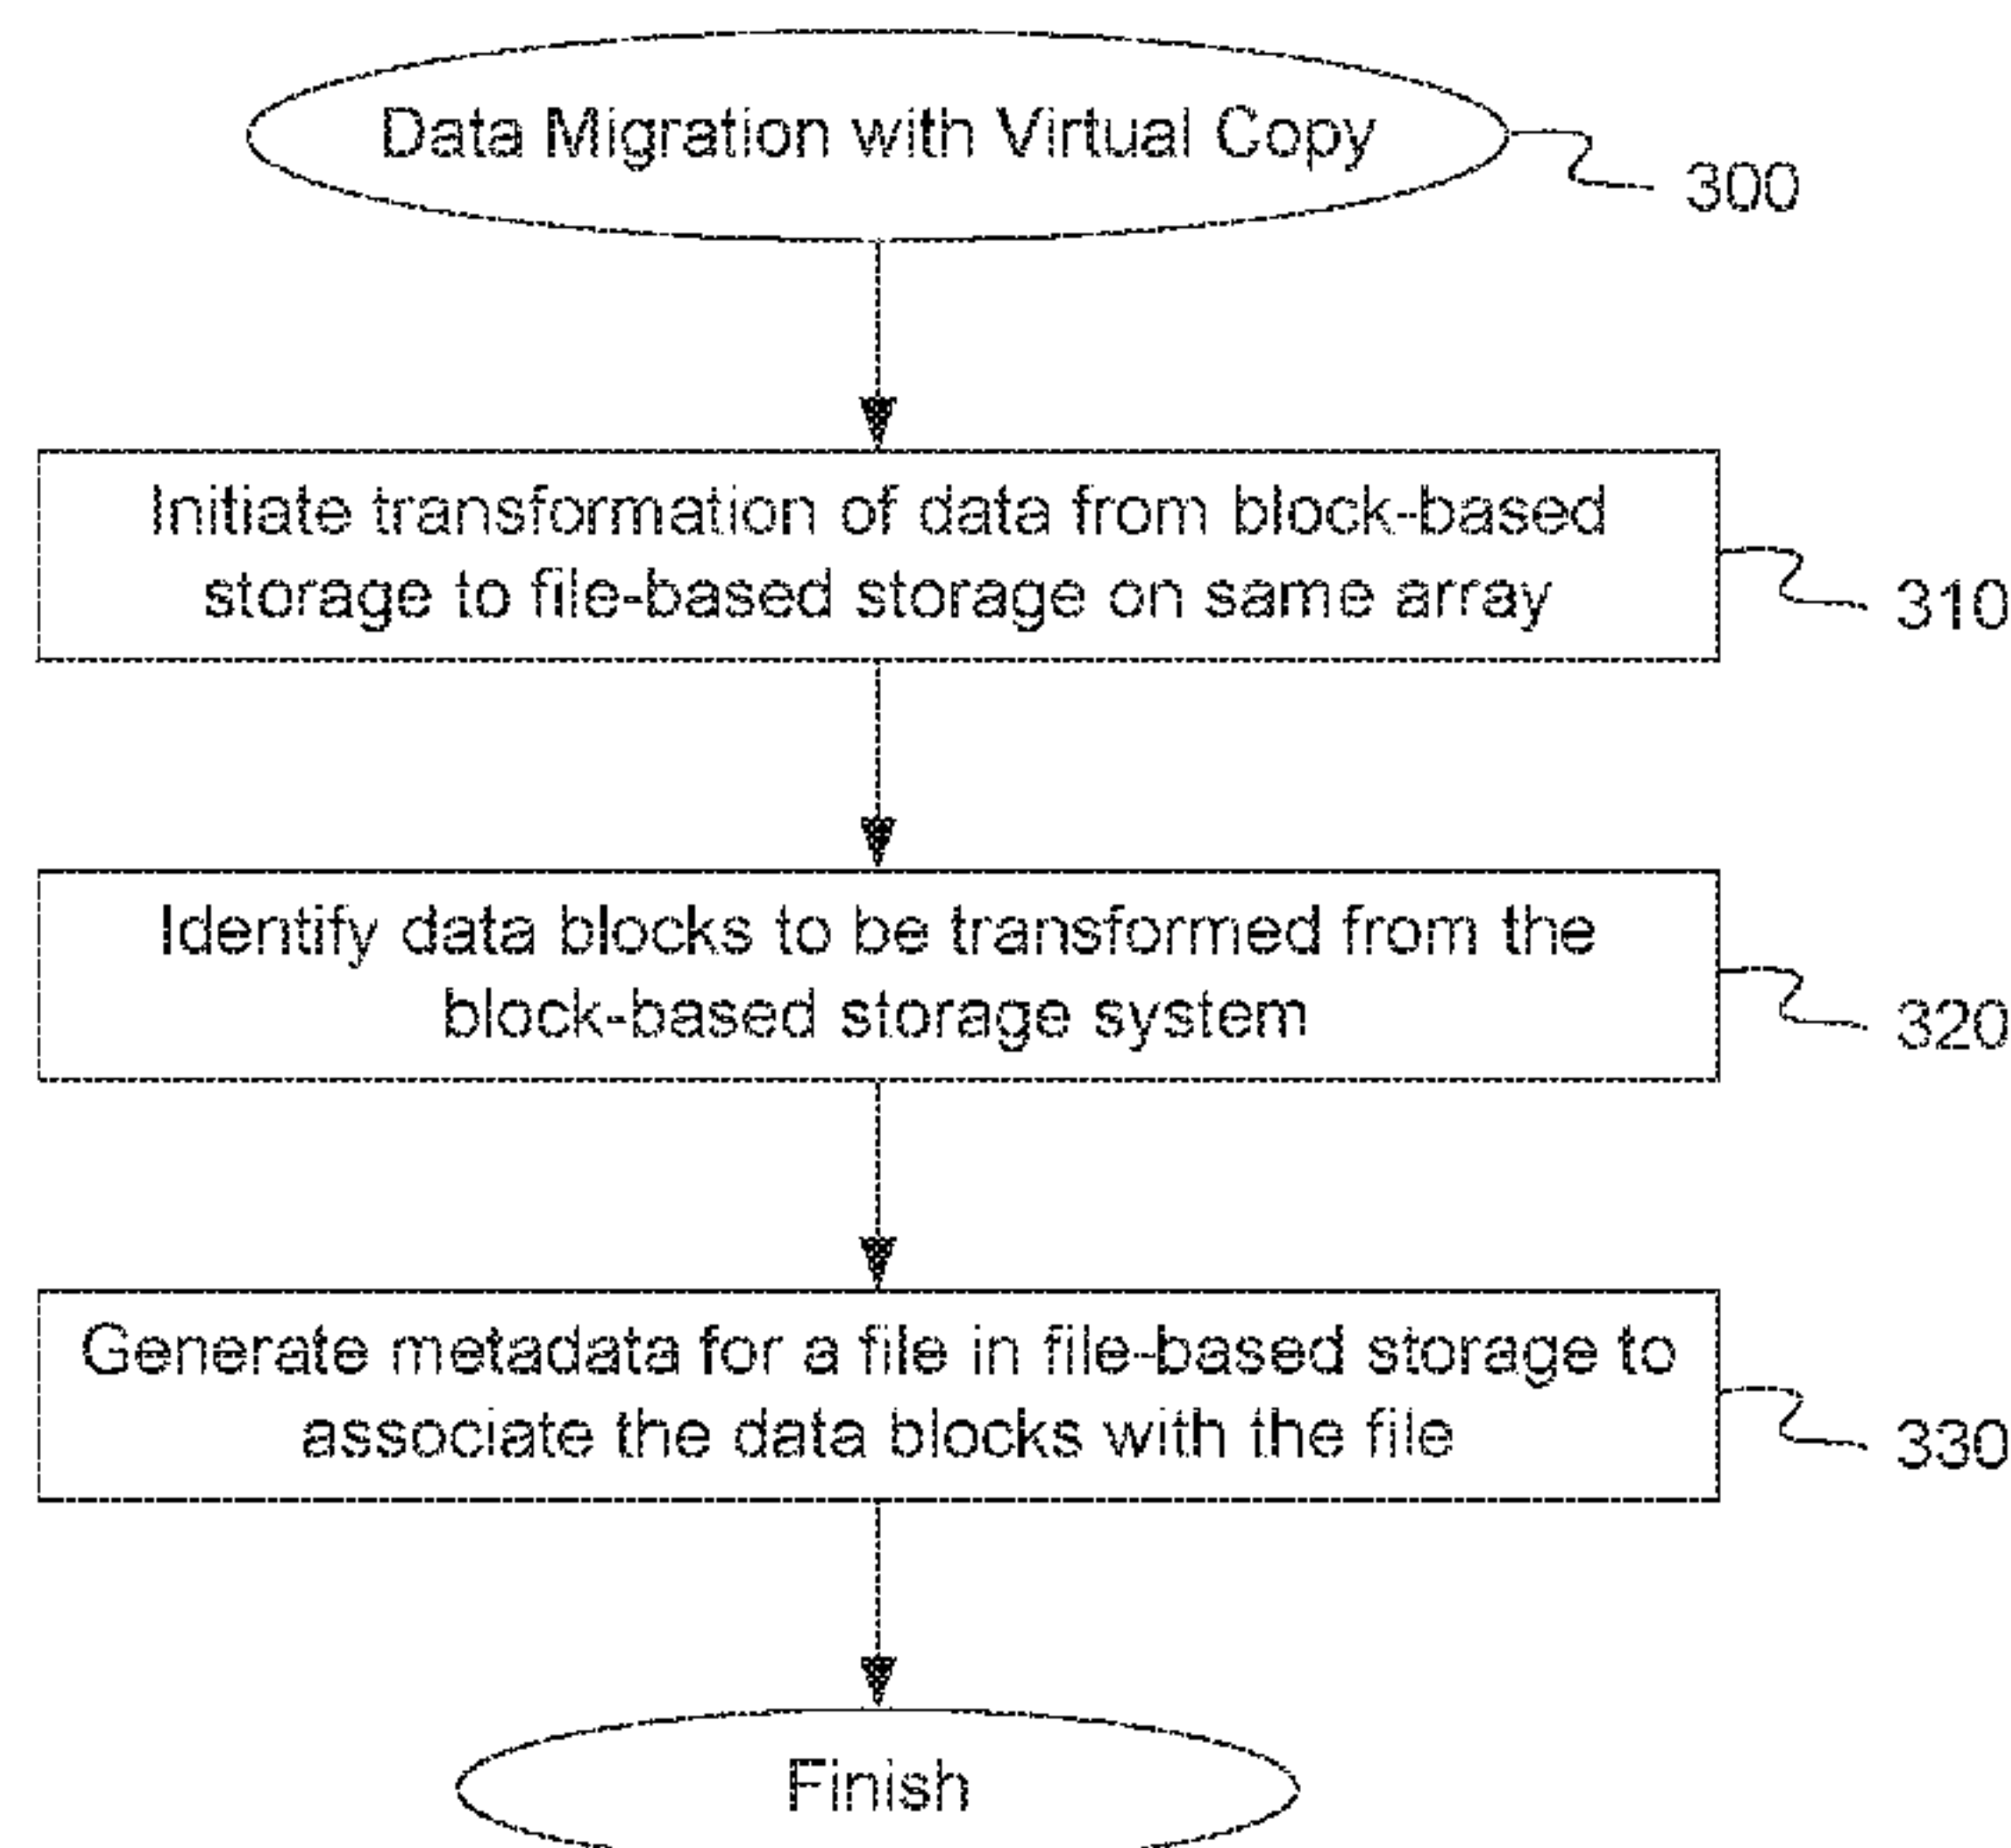 Data Migration with Virtual Copy
300
Initiate transformation of data from block-based
storage to file-based storage on same array
310
Identify data blocks to be transformed from the
block-based storage system
320
Generate metadata for a file in file-based storage to
associate the data blocks with the file
330
Finish